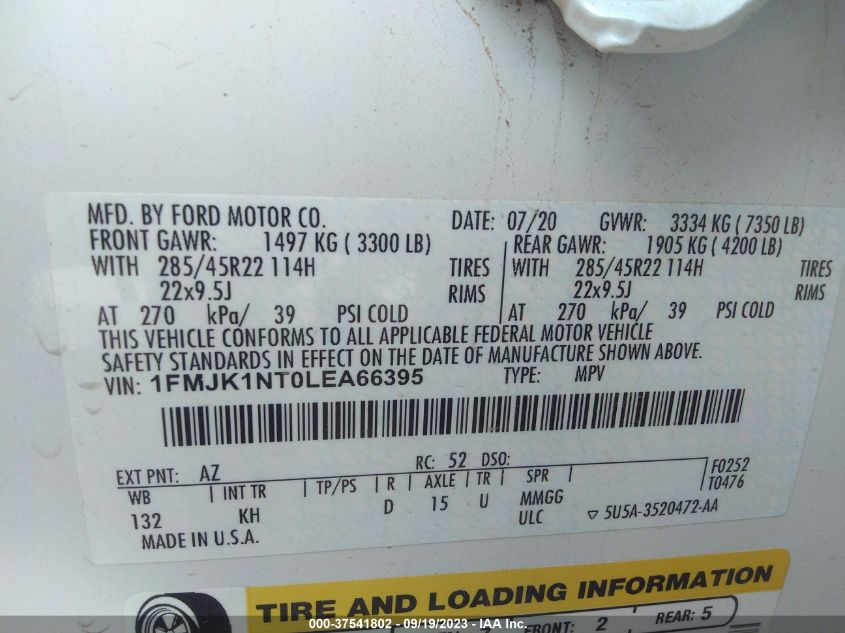 MFD. BY FORD MOTOR CO. DATE: 07/20 GVWR: 3334 KG ( 7350 LB)
FRONT GAWR: 1497 KG ( 3300 LB) REAR GAWR: 1905 KG ( 4200 LB)
WITH 285/45R22 114H TIRES WITH 285/45R22 114H TIRES
22x9.5J RIMS 22x9.5J RIMS
AT 270 kPa/ 39 PSI COLD AT 270 kPa/ 39 PSI COLD
THIS VEHICLE CONFORMS TO ALL APPLICABLE FEDERAL MOTOR VEHICLE
SAFETY STANDARDS IN EFFECT ON THE DATE OF MANUFACTURE SHOWN ABOVE.
VIN: 1FMJK1NT0LEA66395 TYPE: MPV
EXT PNT: AZ RC: 52 DSO: F0252
WB INT TR TP/PS R AXLE TR SPR T0476
132 KH D 15 U MMGG
ULC 5U5A-3520472-AA
MADE IN U.S.A.
TIRE AND LOADING INFORMATION
FRONT: 2 REAR: 5
000-37541802 - 09/19/2023 - IAA Inc.